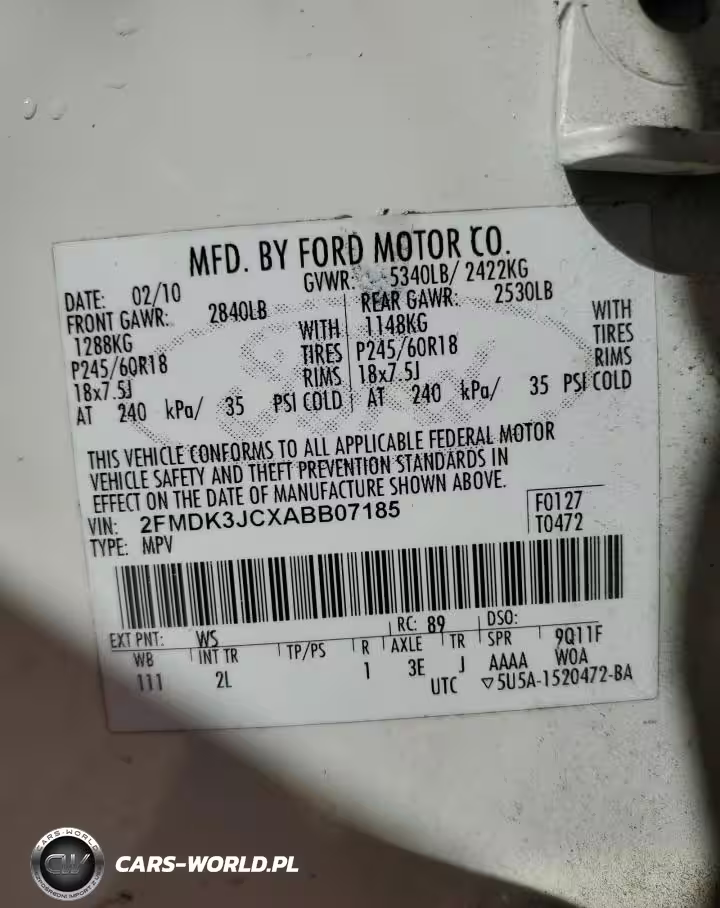 MFD. BY FORD MOTOR CO.
DATE: 02/10 GVWR: 5340LB/ 2422KG
FRONT GAWR: 2840LB REAR GAWR: 2530LB
1288KG WITH 1148KG WITH
P245/60R18 TIRES P245/60R18 TIRES
18x7.5J RIMS 18x7.5J RIMS
AT 240 kPa/ 35 PSI COLD AT 240 kPa/ 35 PSI COLD
THIS VEHICLE CONFORMS TO ALL APPLICABLE FEDERAL MOTOR
VEHICLE SAFETY AND THEFT PREVENTION STANDARDS IN
EFFECT ON THE DATE OF MANUFACTURE SHOWN ABOVE.
VIN: 2FMDK3JCXABB07185 F0127
TYPE: MPV T0472
EXT PNT: WS RC: 89 DSO:
WB INT TR TP/PS R AXLE TR SPR 9Q11F
111 2L 1 3E J AAAA WOA
UTC ▽5U5A-1520472-BA
CARS-WORLD.PL